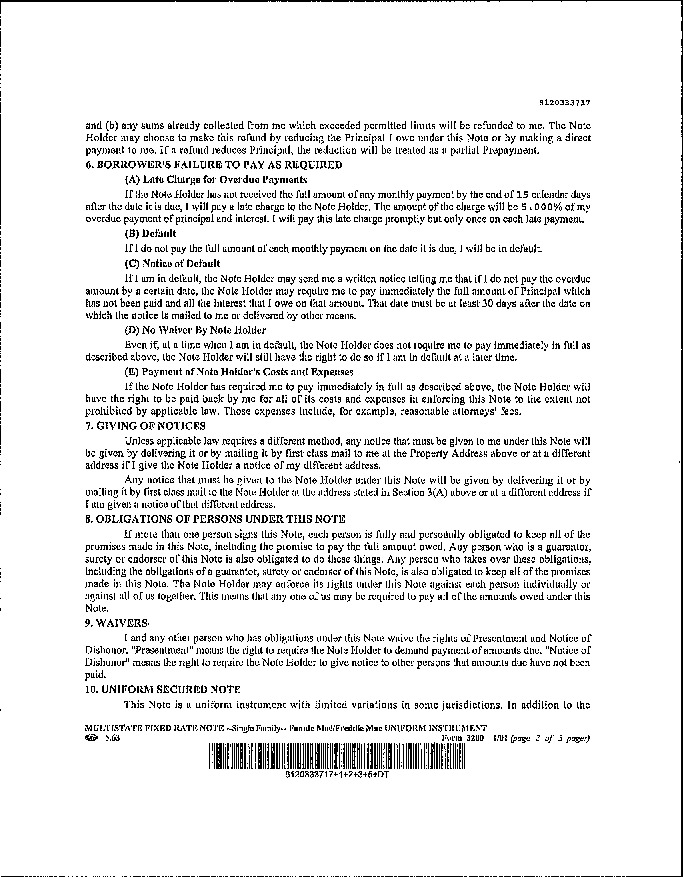 9120333717
and (b) any sums already collected from me which exceeded permitted limits will be refunded to me. The Note
Holder may choose to make this refund by reducing the Principal I owe under this Note or by making a direct
payment to me. If a refund reduces Principal, the reduction will be treated as a partial Prepayment.
6. BORROWER'S FAILURE TO PAY AS REQUIRED
(A) Late Charge for Overdue Payments
If the Note Holder has not received the full amount of any monthly payment by the end of 15 calendar days
after the date it is due, I will pay a late charge to the Note Holder. The amount of the charge will be 5.000% of my
overdue payment of principal and interest. I will pay this late charge promptly but only once on each late payment.
(B) Default
If I do not pay the full amount of each monthly payment on the date it is due, I will be in default.
(C) Notice of Default
If I am in default, the Note Holder may send me a written notice telling me that if I do not pay the overdue
amount by a certain date, the Note Holder may require me to pay immediately the full amount of Principal which
has not been paid and all the interest that I owe on that amount. That date must be at least 30 days after the date on
which the notice is mailed to me or delivered by other means.
(D) No Waiver By Note Holder
Even if, at a time when I am in default, the Note Holder does not require me to pay immediately in full as
described above, the Note Holder will still have the right to do so if I am in default at a later time.
(E) Payment of Note Holder's Costs and Expenses
If the Note Holder has required me to pay immediately in full as described above, the Note Holder will
have the right to be paid back by me for all of its costs and expenses in enforcing this Note to the extent not
prohibited by applicable law. Those expenses include, for example, reasonable attorneys' fees.
7. GIVING OF NOTICES
Unless applicable law requires a different method, any notice that must be given to me under this Note will
be given by delivering it or by mailing it by first class mail to me at the Property Address above or at a different
address if I give the Note Holder a notice of my different address.
Any notice that must be given to the Note Holder under this Note will be given by delivering it or by
mailing it by first class mail to the Note Holder at the address stated in Section 3(A) above or at a different address if
I am given a notice of that different address.
8. OBLIGATIONS OF PERSONS UNDER THIS NOTE
If more than one person signs this Note, each person is fully and personally obligated to keep all of the
promises made in this Note, including the promise to pay the full amount owed. Any person who is a guarantor,
surety or endorser of this Note is also obligated to do these things. Any person who takes over these obligations,
including the obligations of a guarantor, surety or endorser of this Note, is also obligated to keep all of the promises
made in this Note. The Note Holder may enforce its rights under this Note against each person individually or
against all of us together. This means that any one of us may be required to pay all of the amounts owed under this
Note.
9. WAIVERS
I and any other person who has obligations under this Note waive the rights of Presentment and Notice of
Dishonor. "Presentment" means the right to require the Note Holder to demand payment of amounts due. "Notice of
Dishonor" means the right to require the Note Holder to give notice to other persons that amounts due have not been
paid.
10. UNIFORM SECURED NOTE
This Note is a uniform instrument with limited variations in some jurisdictions. In addition to the
MULTISTATE FIXED RATE NOTE --Single Family-- Fannie Mae/Freddie Mac UNIFORM INSTRUMENT
Form 3200 1/01 (page 2 of 3 pages)
9120333717+1+2+3+6+DT